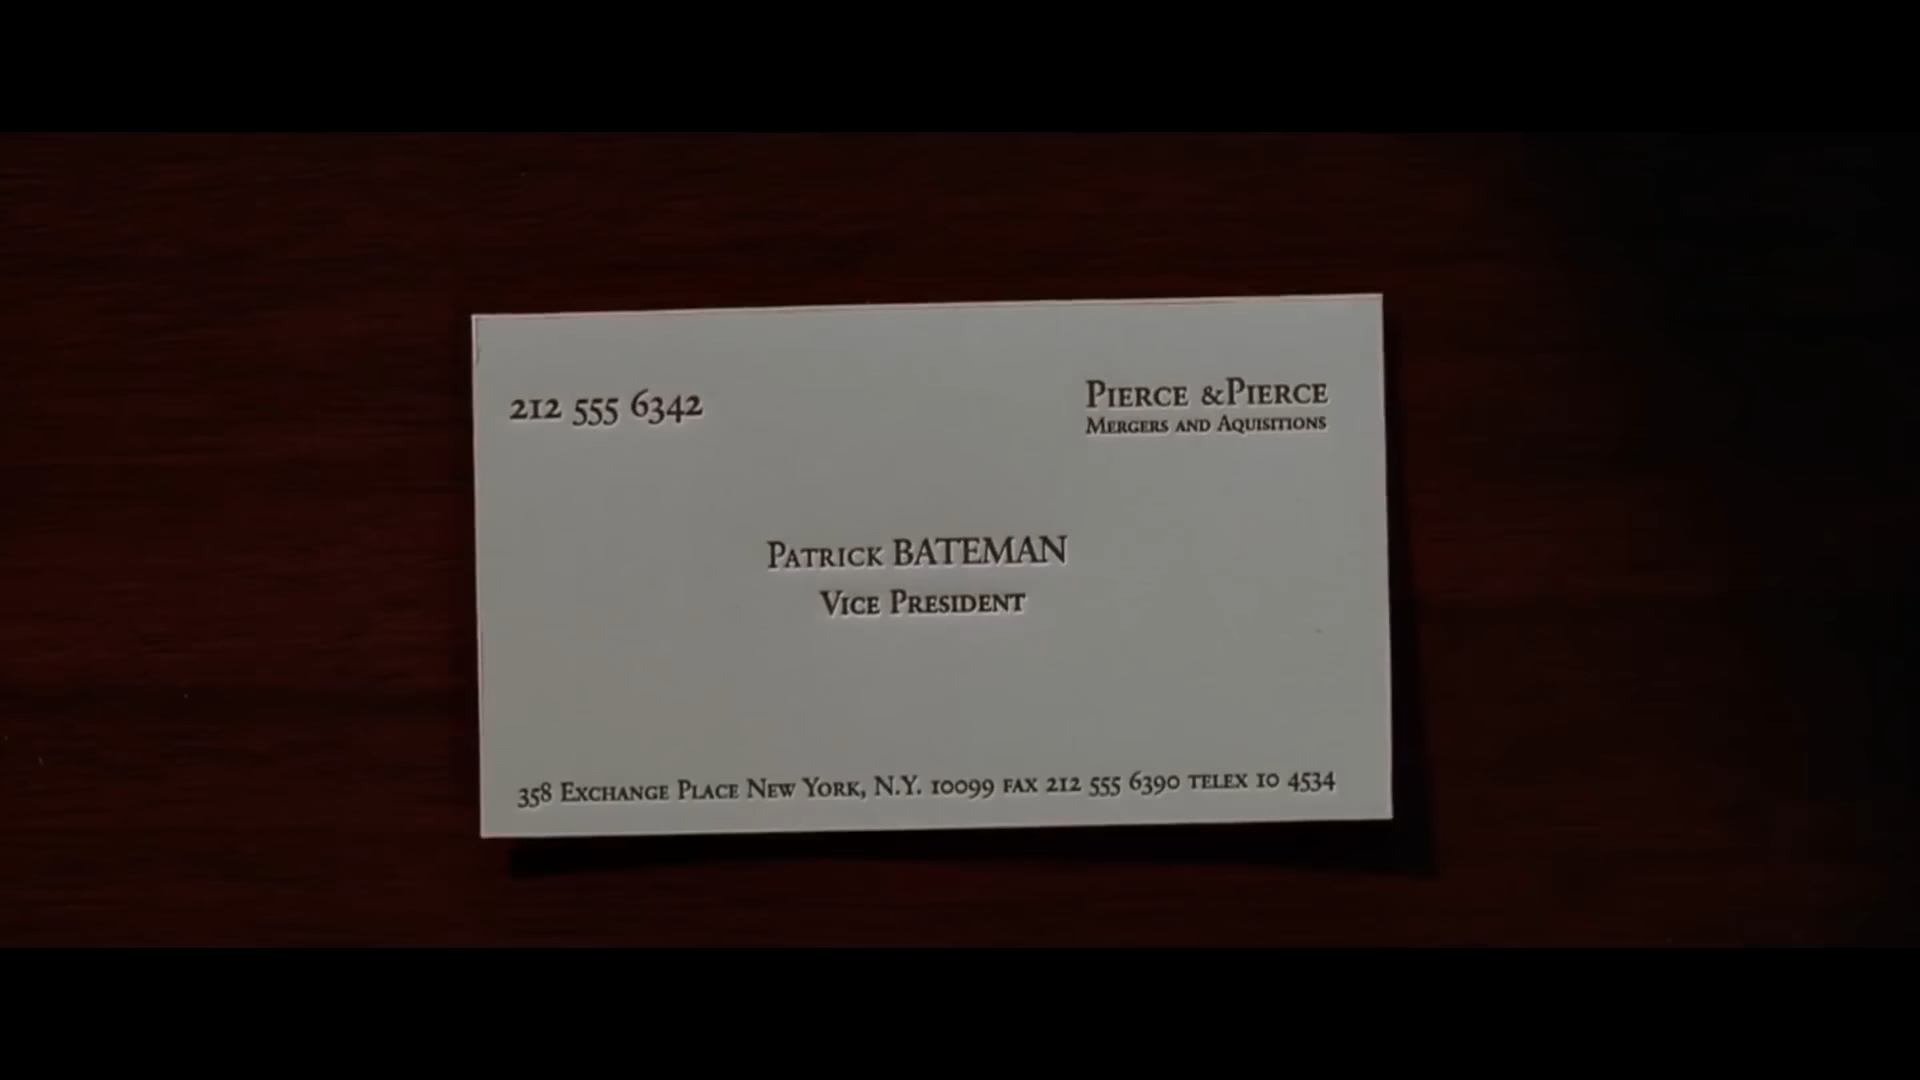 212 555 6342
Pierce &Pierce
Mergers and Aquisitions
Patrick BATEMAN
Vice President
358 Exchange Place New York, N.Y. 10099 fax 212 555 6390 telex 10 4534